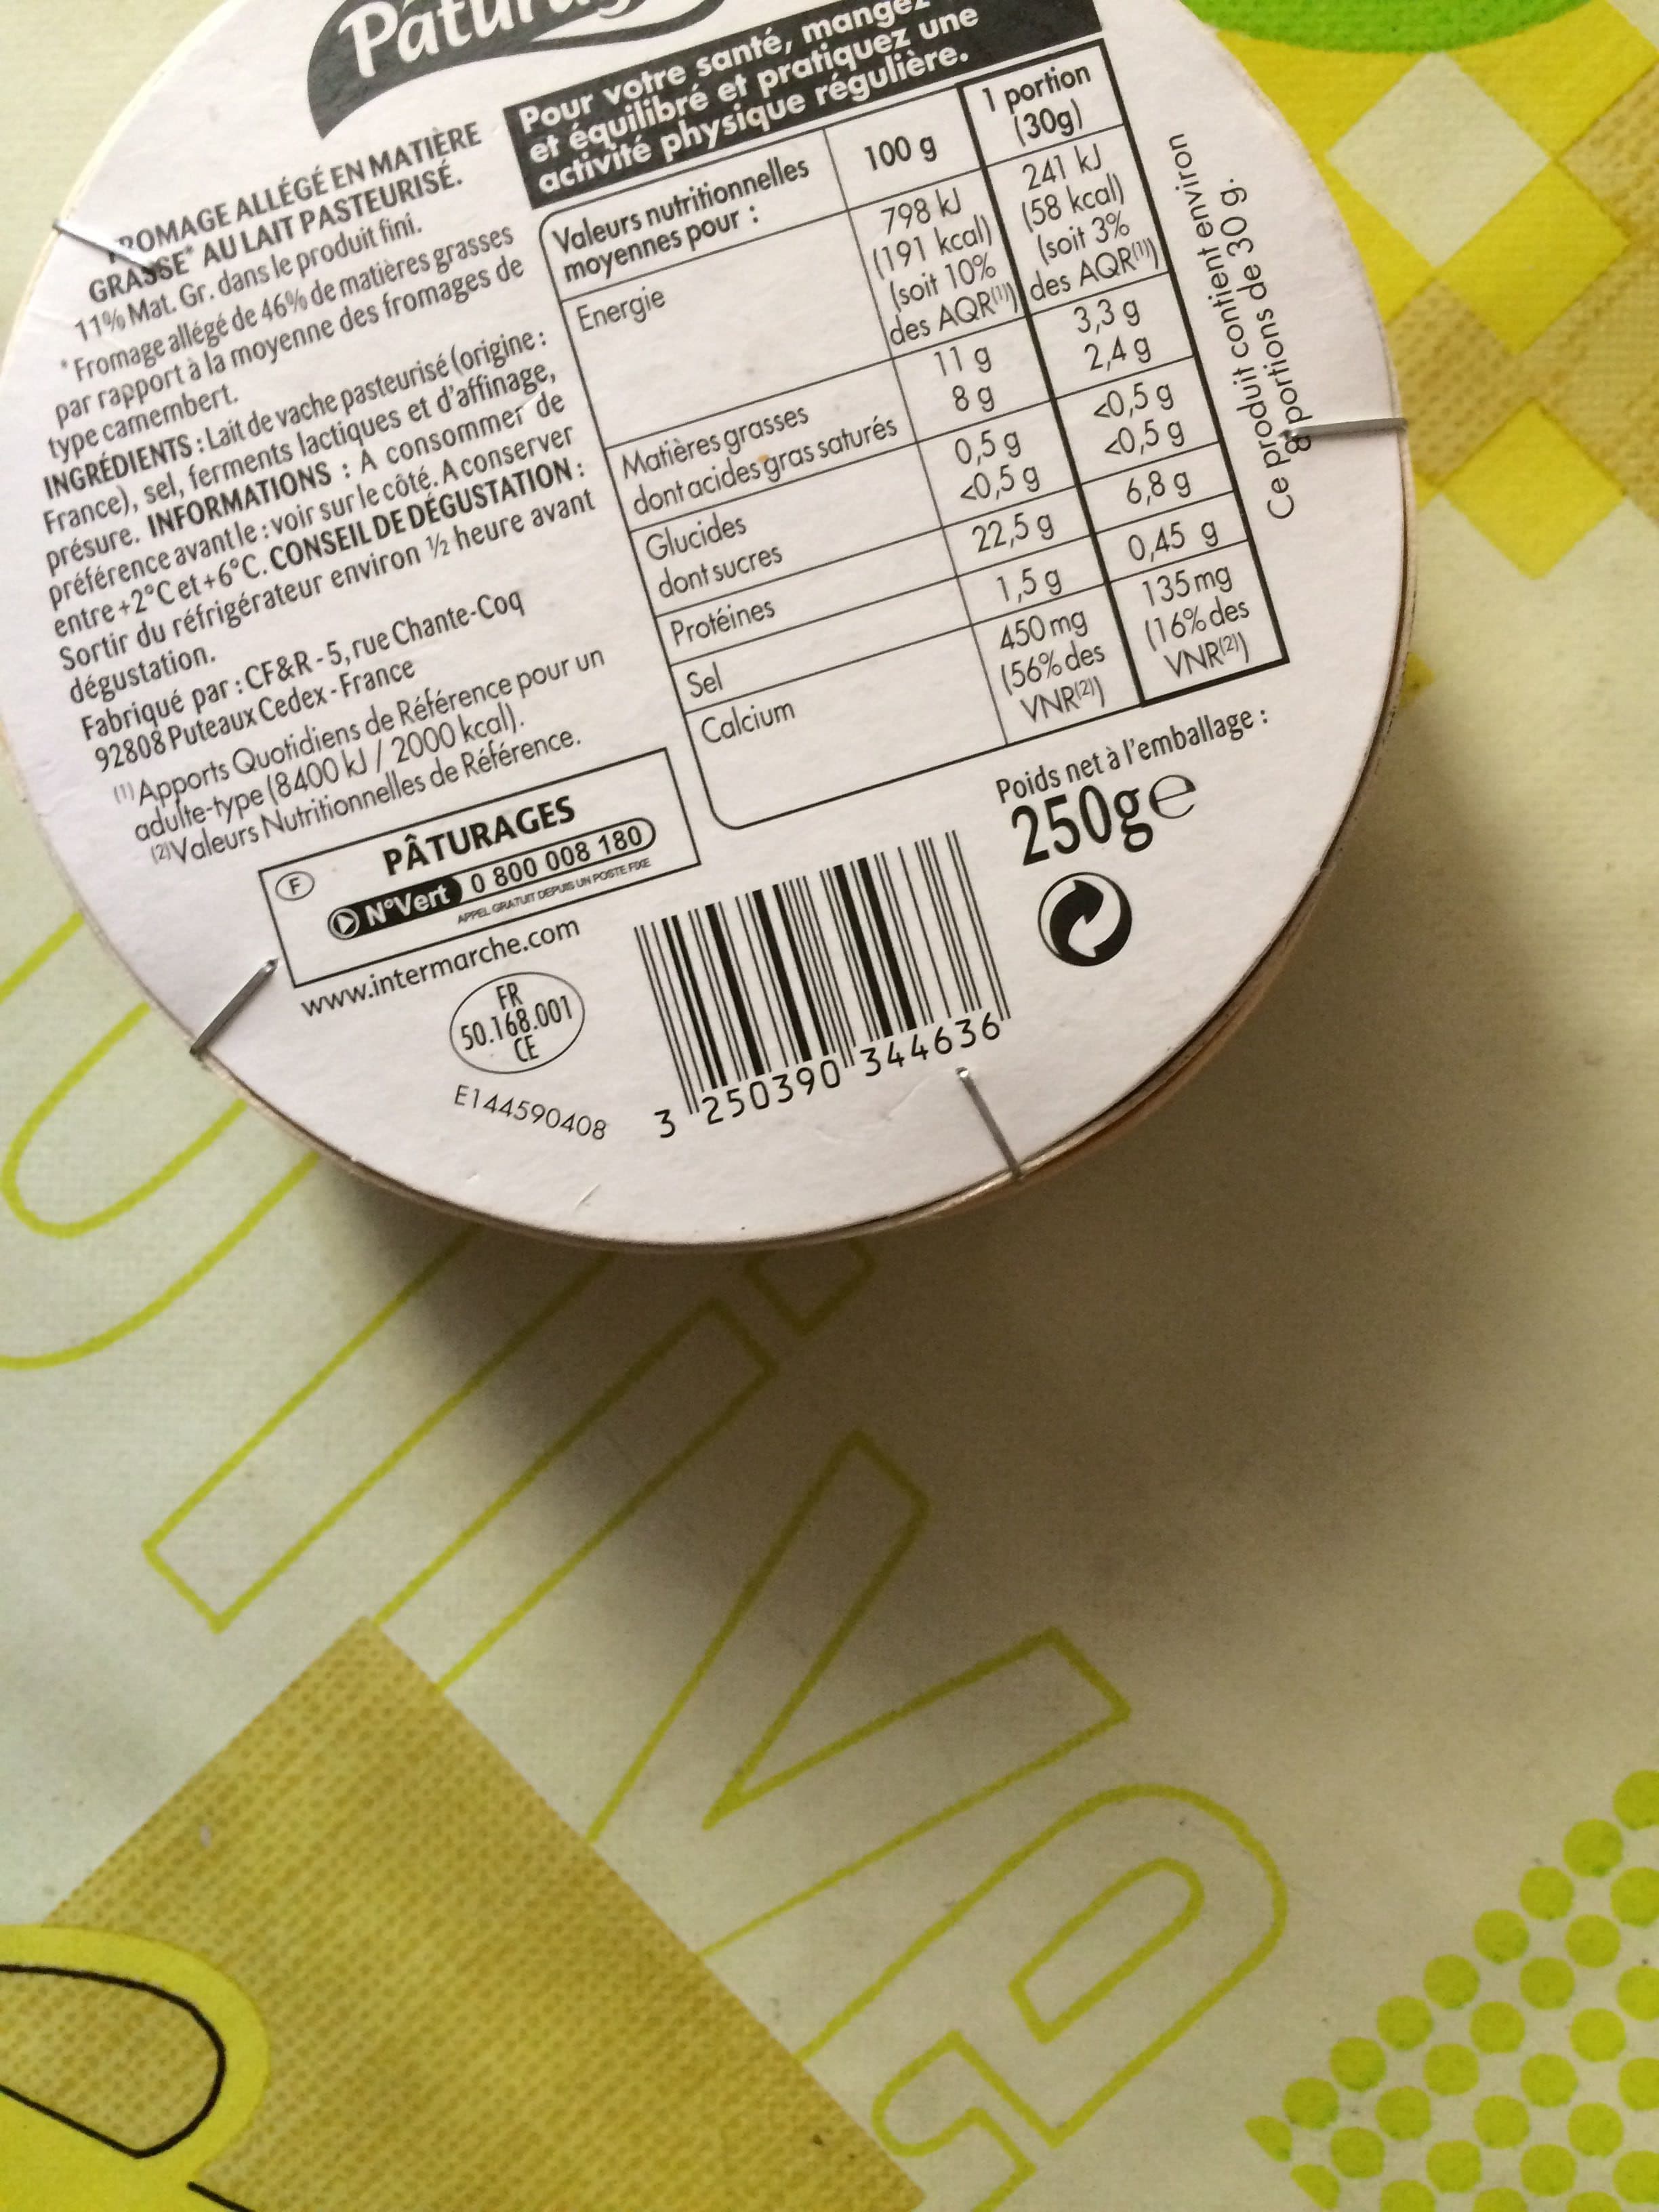 Pour votre santé, mangez
et équilibré et pratiquez une
activité physique régulière.
FROMAGE ALLÉGÉ EN MATIÈRE
GRASSE* AU LAIT PASTEURISÉ.
11% Mat. Gr. dans le produit fini.
*Fromage allégé de 46% de matières grasses
par rapport à la moyenne des fromages de
type camembert.
INGRÉDIENTS : Lait de vache pasteurisé (origine :
France), sel, ferments lactiques et d'affinage,
présure. INFORMATIONS : A consommer de
préférence avant le : voir sur le côté. A conserver
entre +2°C et +6°C. CONSEIL DE DÉGUSTATION :
Sortir du réfrigérateur environ ½ heure avant
dégustation.
Fabriqué par : CF&R - 5, rue Chante-Coq
92808 Puteaux Cedex - France
(1)Apports Quotidiens de Référence pour un
adulte-type (8400 kJ / 2000 kcal).
(2)Valeurs Nutritionnelles de Référence.
Valeurs nutritionnelles moyennes pour : 100 g 1 portion (30g)
Energie 798 kJ (191 kcal) (soit 10% des AQR(1)) 241 kJ (58 kcal) (soit 3% des AQR(1))
Matières grasses 11 g 3,3 g
dont acides gras saturés 8 g 2,4 g
Glucides 0,5 g <0,5 g
dont sucres <0,5 g <0,5 g
Protéines 22,5 g 6,8 g
Sel 1,5 g 0,45 g
Calcium 450 mg (56% des VNR(2)) 135 mg (16% des VNR(2))
Ce produit contient environ
8 portions de 30 g.
F
PÂTURAGES
N°Vert 0 800 008 180
APPEL GRATUIT DEPUIS UN POSTE FIXE
www.intermarche.com
FR
50.168.001
CE
E144590408
3 250390 344636
Poids net à l'emballage :
250g e